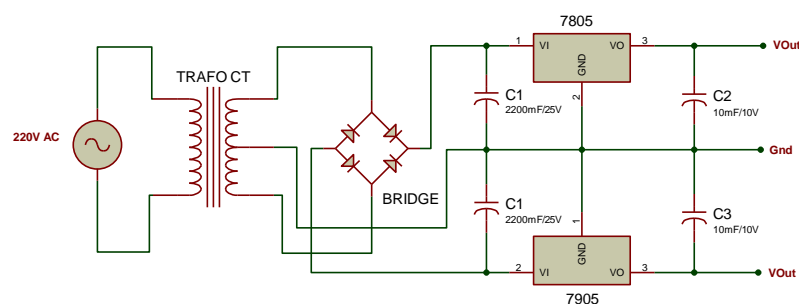 7805
VOut
1
VI
VO
3
GND
2
TRAFO CT
C1
2200mF/25V
C2
10mF/10V
220V AC
Gnd
BRIDGE
C1
2200mF/25V
C3
10mF/10V
1
GND
2
VI
VO
3
VOut
7905